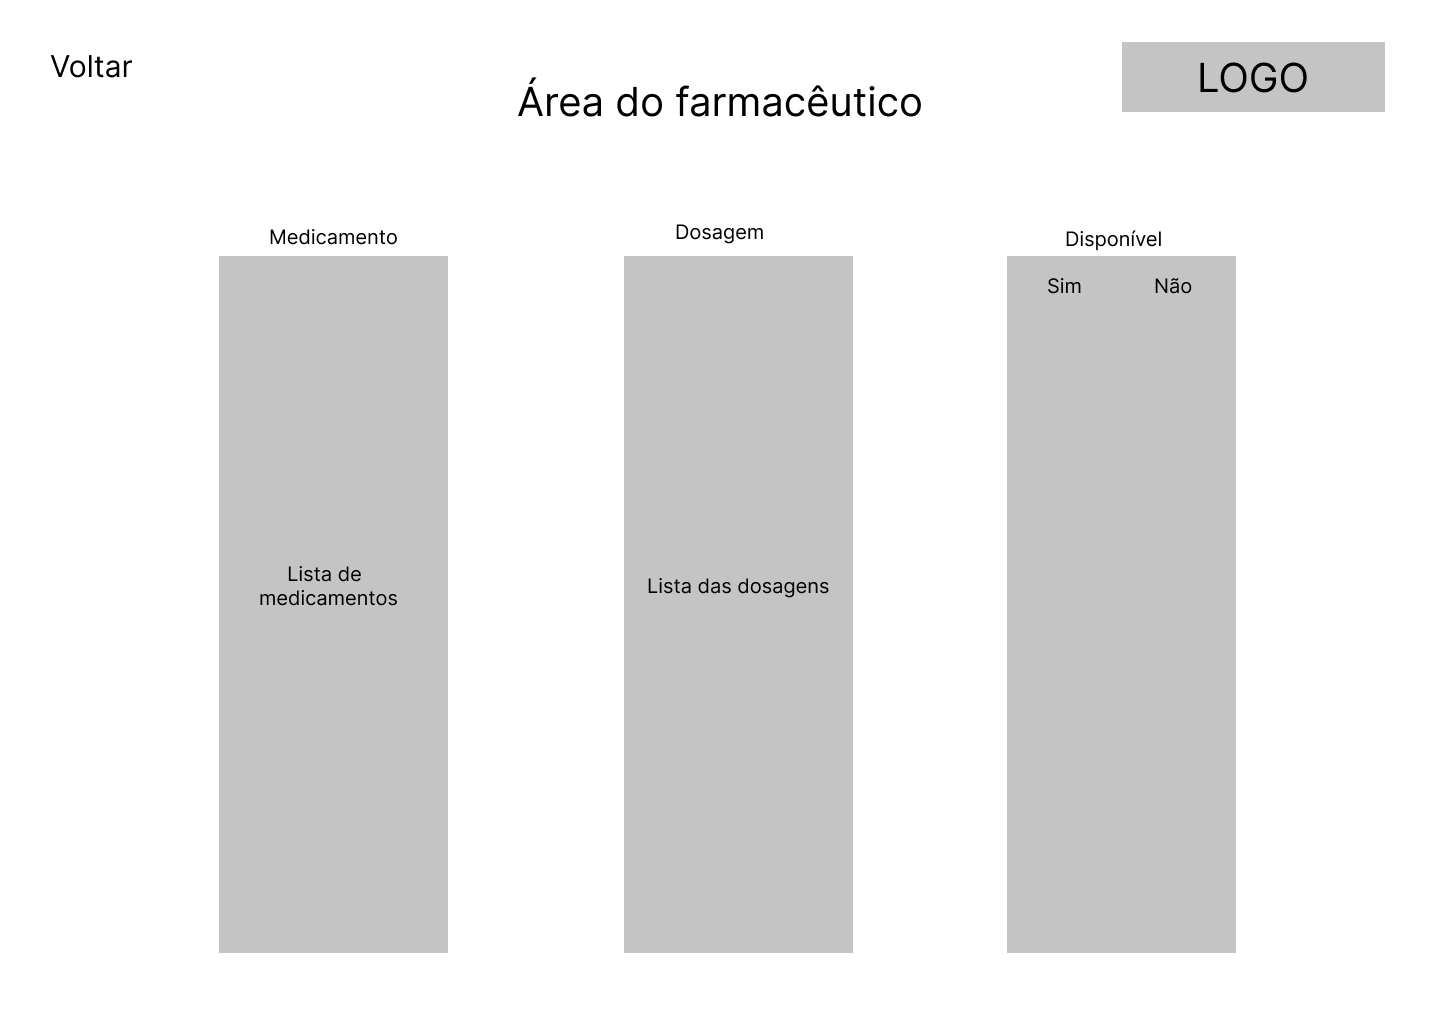 Voltar
Área do farmacêutico
LOGO
Medicamento
Dosagem
Disponível
Sim
Não
Lista de
medicamentos
Lista das dosagens